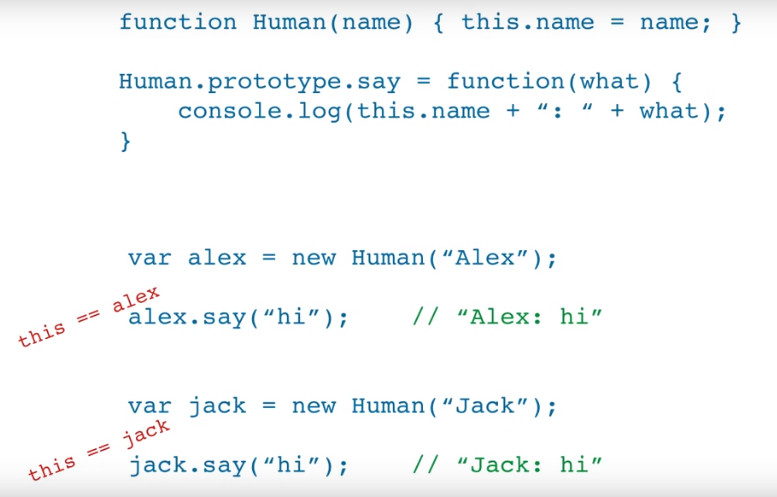 function Human(name) { this.name = name; }
Human.prototype.say = function(what) {
console.log(this.name + “: “ + what);
}
var alex = new Human(“Alex”);
this == alex
alex.say(“hi”); // “Alex: hi”
var jack = new Human(“Jack”);
this == jack
jack.say(“hi”); // “Jack: hi”